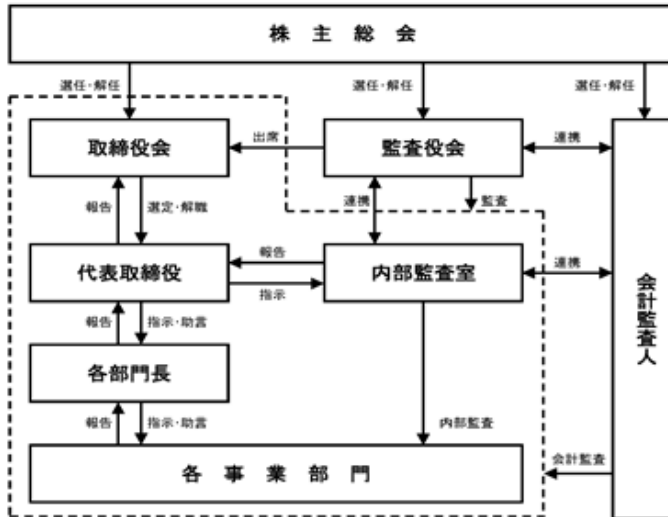 株主総会
選任・解任
選任・解任
選任・解任
取締役会
出席
監査役会
連携
報告
選定・解職
連携
監査
代表取締役
報告
指示
内部監査室
連携
会計監査人
報告
指示・助言
各部門長
報告
指示・助言
内部監査
各事業部門
会計監査